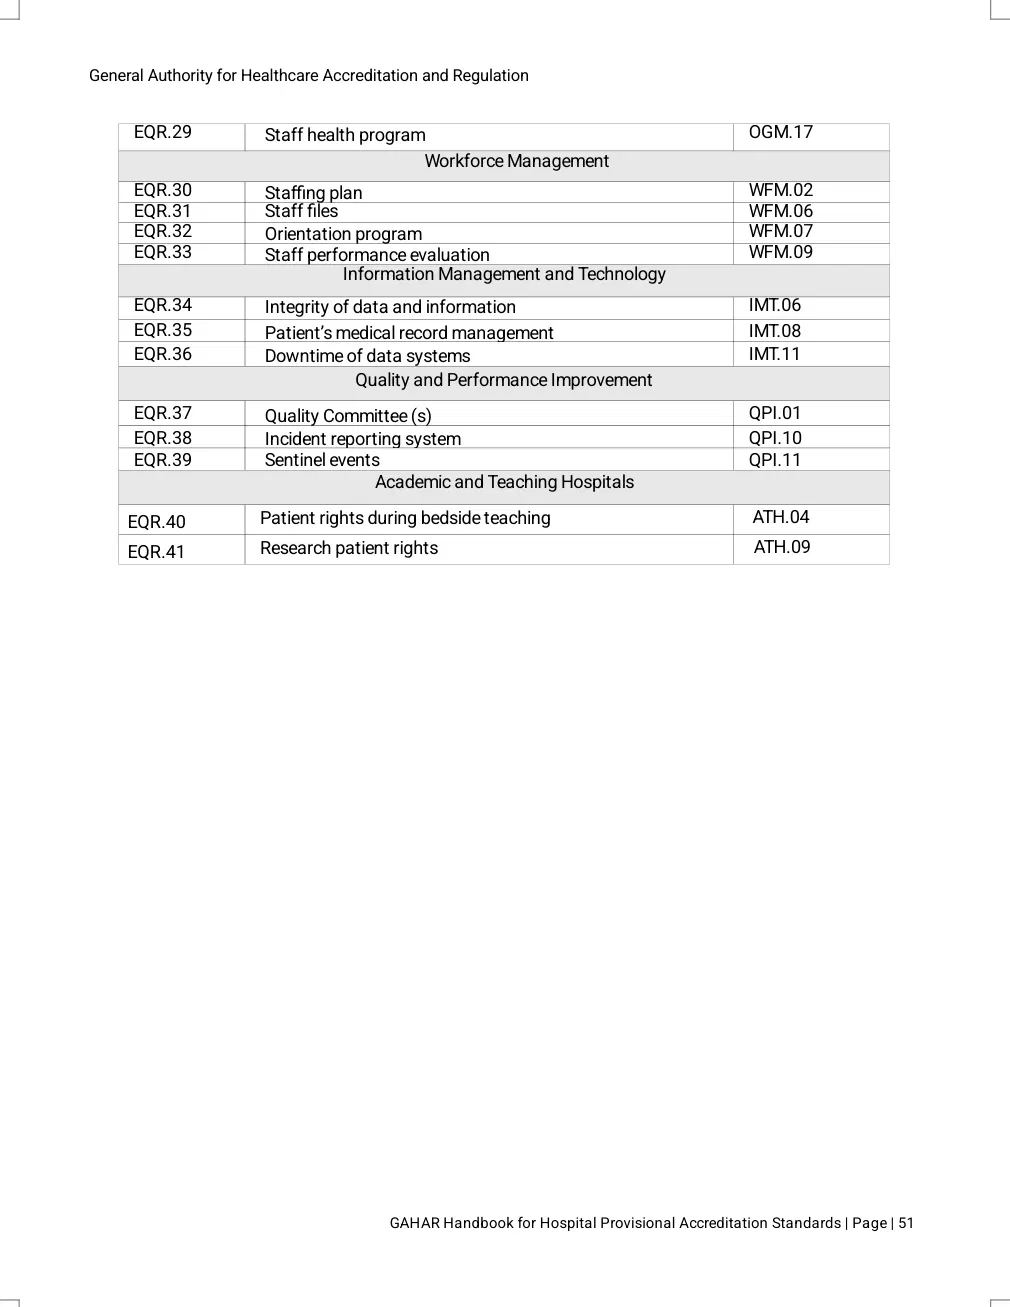 General Authority for Healthcare Accreditation and Regulation
EQR.29 Staff health program OGM.17
Workforce Management
EQR.30 Staffing plan WFM.02
EQR.31 Staff files WFM.06
EQR.32 Orientation program WFM.07
EQR.33 Staff performance evaluation WFM.09
Information Management and Technology
EQR.34 Integrity of data and information IMT.06
EQR.35 Patient’s medical record management IMT.08
EQR.36 Downtime of data systems IMT.11
Quality and Performance Improvement
EQR.37 Quality Committee (s) QPI.01
EQR.38 Incident reporting system QPI.10
EQR.39 Sentinel events QPI.11
Academic and Teaching Hospitals
EQR.40 Patient rights during bedside teaching ATH.04
EQR.41 Research patient rights ATH.09
GAHAR Handbook for Hospital Provisional Accreditation Standards | Page | 51